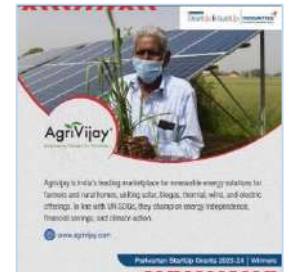 AgriVijay
AgriVijay is India's leading marketplace for renewable energy solutions for
farmers and rural homes, uniting solar, biogas, thermal, wind, and electric
offerings. In line with UN SDGs, they champion energy independence,
financial savings, and climate action.
www.agrivijay.com
Parivartan StartUp Grants 2023-24 | Winners